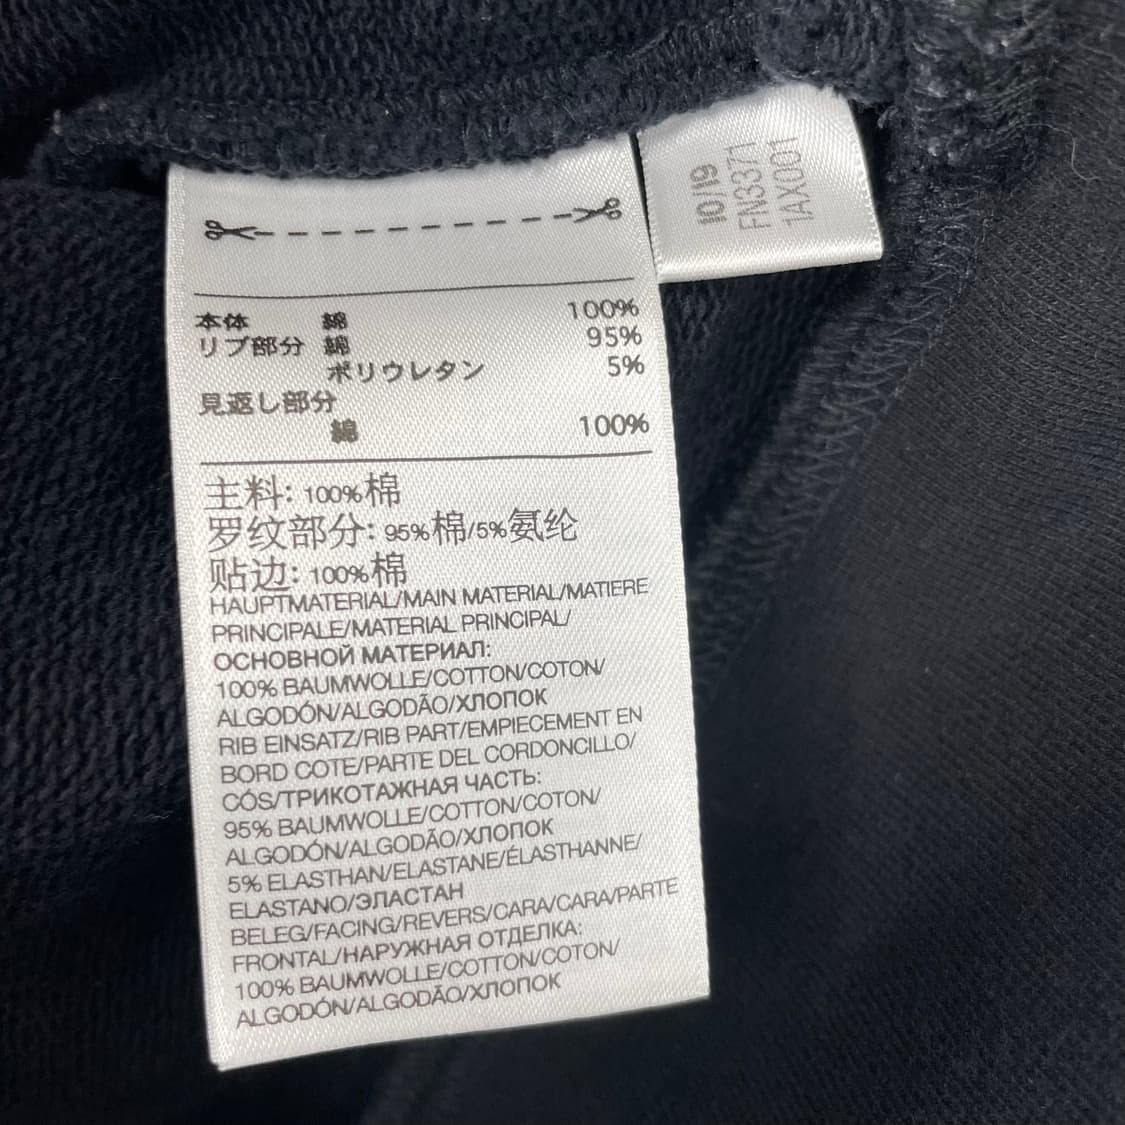 10/19
FN3371
1AX001
本体 綿 100%
リブ部分 綿 95%
ポリウレタン 5%
見返し部分
綿 100%
主料: 100%棉
罗纹部分: 95%棉/5%氨纶
贴边: 100%棉
HAUPTMATERIAL/MAIN MATERIAL/MATIERE
PRINCIPALE/MATERIAL PRINCIPAL/
ОСНОВНОЙ МАТЕРИАЛ:
100% BAUMWOLLE/COTTON/COTON/
ALGODÓN/ALGODÃO/ХЛОПОК
RIB EINSATZ/RIB PART/EMPIECEMENT EN
BORD COTE/PARTE DEL CORDONCILLO/
CÓS/ТРИКОТАЖНАЯ ЧАСТЬ:
95% BAUMWOLLE/COTTON/COTON/
ALGODÓN/ALGODÃO/ХЛОПОК
5% ELASTHAN/ELASTANE/ÉLASTHANNE/
ELASTANO/ЭЛАСТАН
BELEG/FACING/REVERS/CARA/CARA/PARTE
FRONTAL/НАРУЖНАЯ ОТДЕЛКА:
100% BAUMWOLLE/COTTON/COTON/
ALGODÓN/ALGODÃO/ХЛОПОК